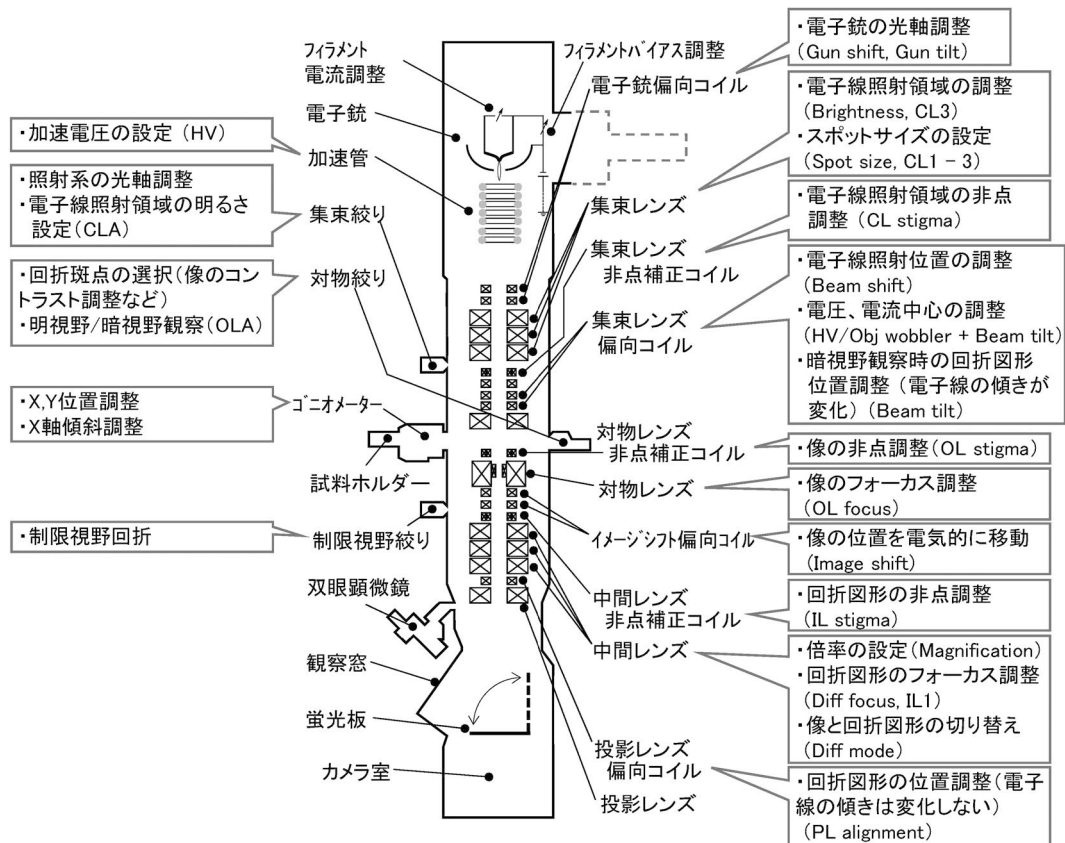 ・加速電圧の設定 (HV)
・照射系の光軸調整
・電子線照射領域の明るさ
設定(CLA)
・回折斑点の選択(像のコン
トラスト調整など)
・明視野/暗視野観察(OLA)
・X,Y位置調整
・X軸傾斜調整
・制限視野回折
フィラメント
電流調整
電子銃
加速管
集束絞り
対物絞り
ゴニオメーター
試料ホルダー
制限視野絞り
双眼顕微鏡
観察窓
蛍光板
カメラ室
フィラメントバイアス調整
電子銃偏向コイル
集束レンズ
集束レンズ
非点補正コイル
集束レンズ
偏向コイル
対物レンズ
非点補正コイル
対物レンズ
イメージシフト偏向コイル
中間レンズ
非点補正コイル
中間レンズ
投影レンズ
偏向コイル
投影レンズ
・電子銃の光軸調整
(Gun shift, Gun tilt)
・電子線照射領域の調整
(Brightness, CL3)
・スポットサイズの設定
(Spot size, CL1 - 3)
・電子線照射領域の非点
調整 (CL stigma)
・電子線照射位置の調整
(Beam shift)
・電圧、電流中心の調整
(HV/Obj wobbler + Beam tilt)
・暗視野観察時の回折図形
位置調整 (電子線の傾きが
変化) (Beam tilt)
・像の非点調整(OL stigma)
・像のフォーカス調整
(OL focus)
・像の位置を電気的に移動
(Image shift)
・回折図形の非点調整
(IL stigma)
・倍率の設定(Magnification)
・回折図形のフォーカス調整
(Diff focus, IL1)
・像と回折図形の切り替え
(Diff mode)
・回折図形の位置調整(電子
線の傾きは変化しない)
(PL alignment)